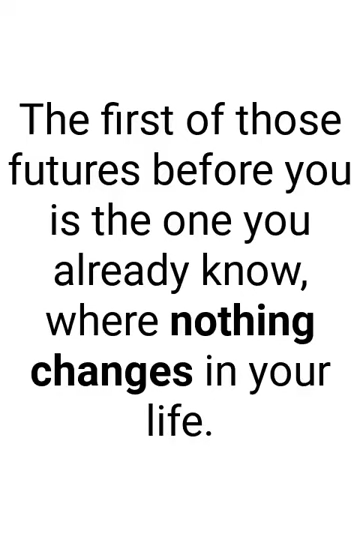 The first of those
futures before you
is the one you
already know,
where nothing
changes in your
life.